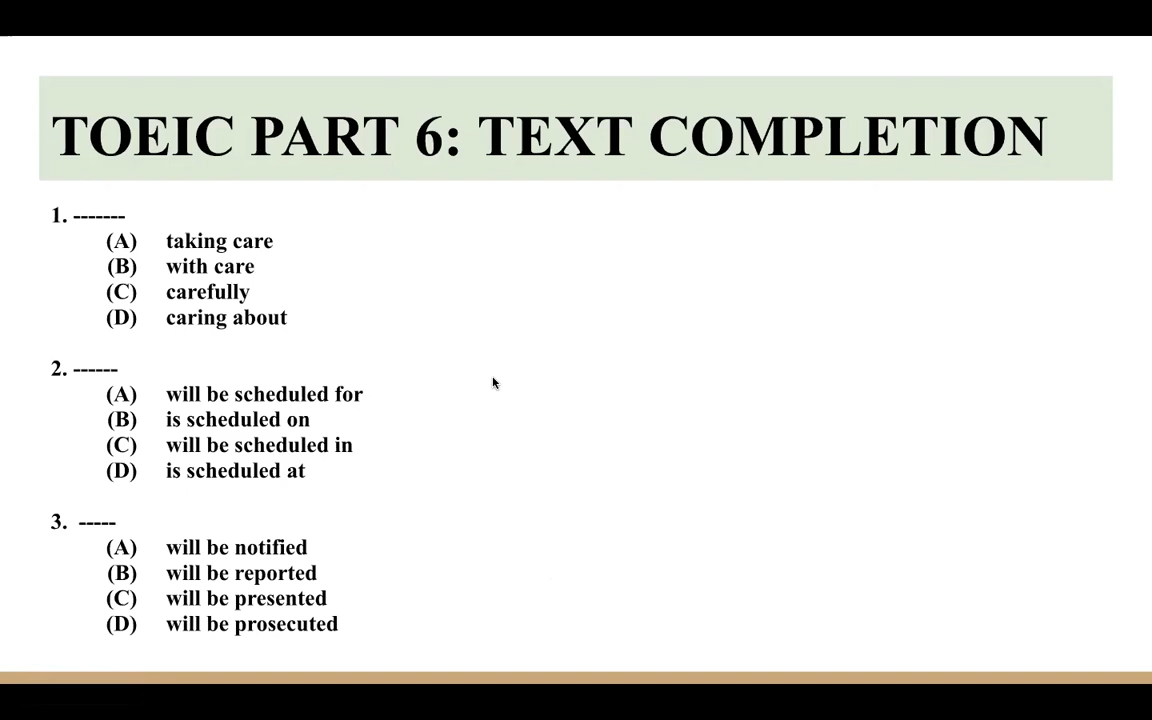 TOEIC PART 6: TEXT COMPLETION
1. -------
(A) taking care
(B) with care
(C) carefully
(D) caring about
2. ------
(A) will be scheduled for
(B) is scheduled on
(C) will be scheduled in
(D) is scheduled at
3. -----
(A) will be notified
(B) will be reported
(C) will be presented
(D) will be prosecuted